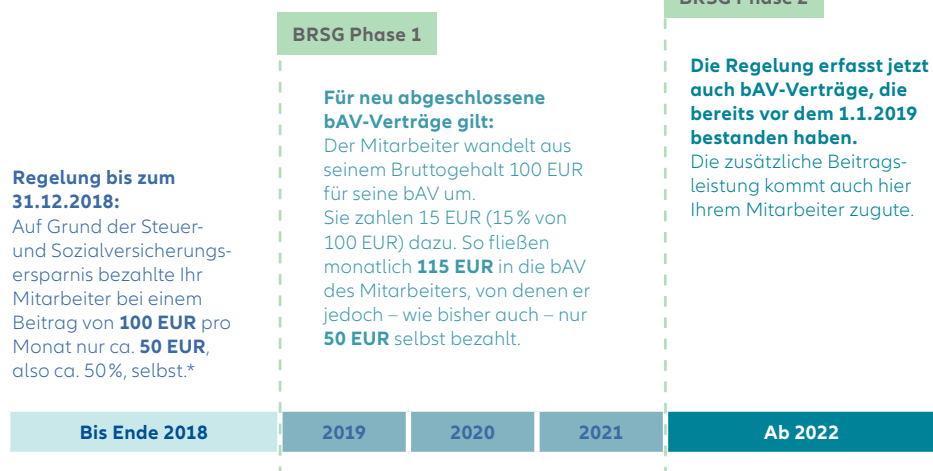 BRSG Phase 2
BRSG Phase 1
Die Regelung erfasst jetzt
auch bAV-Verträge, die
bereits vor dem 1.1.2019
bestanden haben.
Die zusätzliche Beitrags-
leistung kommt auch hier
Ihrem Mitarbeiter zugute.
Für neu abgeschlossene
bAV-Verträge gilt:
Der Mitarbeiter wandelt aus
seinem Bruttogehalt 100 EUR
für seine bAV um.
Sie zahlen 15 EUR (15 % von
100 EUR) dazu. So fließen
monatlich 115 EUR in die bAV
des Mitarbeiters, von denen er
jedoch – wie bisher auch – nur
50 EUR selbst bezahlt.
Regelung bis zum
31.12.2018:
Auf Grund der Steuer-
und Sozialversicherungs-
ersparnis bezahlte Ihr
Mitarbeiter bei einem
Beitrag von 100 EUR pro
Monat nur ca. 50 EUR,
also ca. 50 %, selbst.*
Bis Ende 2018
2019
2020
2021
Ab 2022